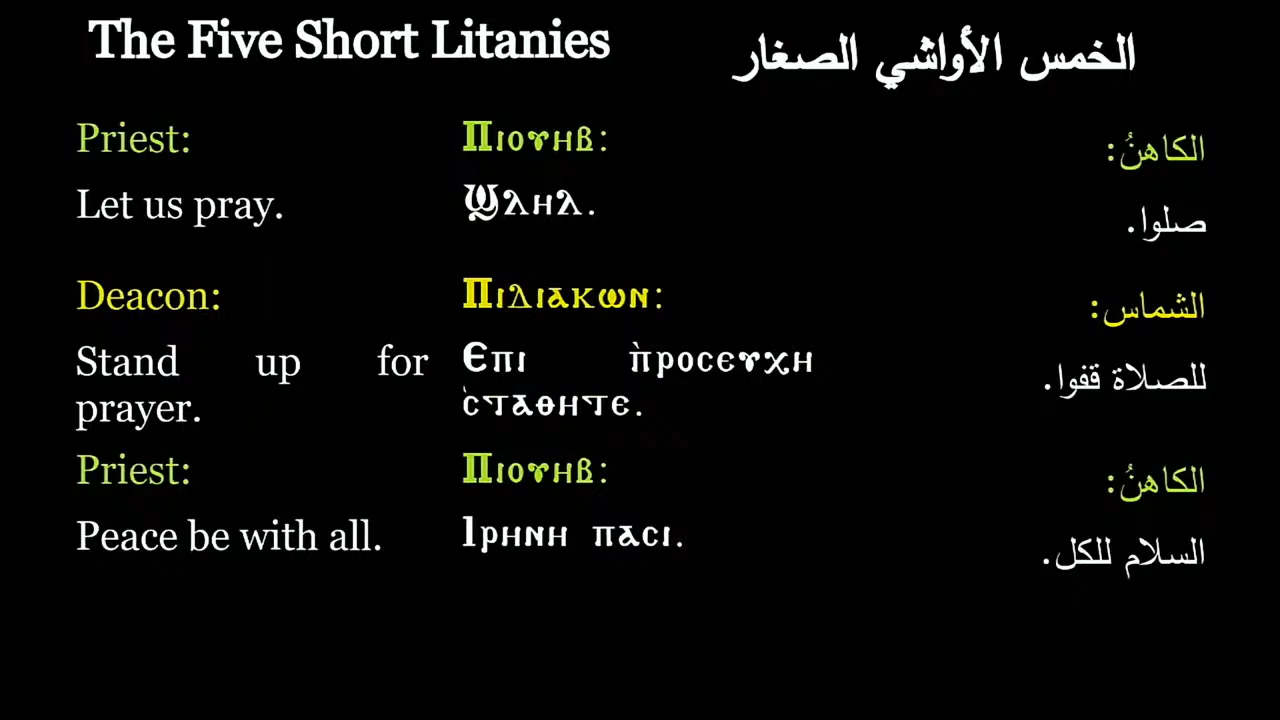 The Five Short Litanies
الخمس الأواشي الصغار
Priest:
Ⲡⲓⲟⲩⲏⲃ:
الكاهنُ:
Let us pray.
Ϣⲗⲏⲗ.
صلوا.
Deacon:
Ⲡⲓⲇⲓⲁⲕⲱⲛ:
الشماس:
Stand up for
prayer.
Ⲉⲡⲓ ⲡ̀ⲣⲟⲥⲉⲩⲭⲏ
ⲥ̀ⲧⲁⲑⲏⲧⲉ.
للصلاة قفوا.
Priest:
Ⲡⲓⲟⲩⲏⲃ:
الكاهنُ:
Peace be with all.
Ⲓⲣⲏⲛⲏ ⲡⲁⲥⲓ.
السلام للكل.